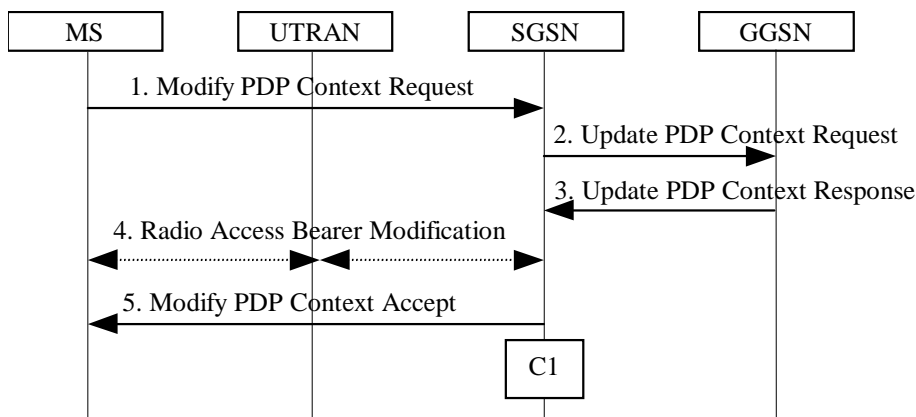 MS
UTRAN
SGSN
GGSN
1. Modify PDP Context Request
2. Update PDP Context Request
3. Update PDP Context Response
4. Radio Access Bearer Modification
5. Modify PDP Context Accept
C1